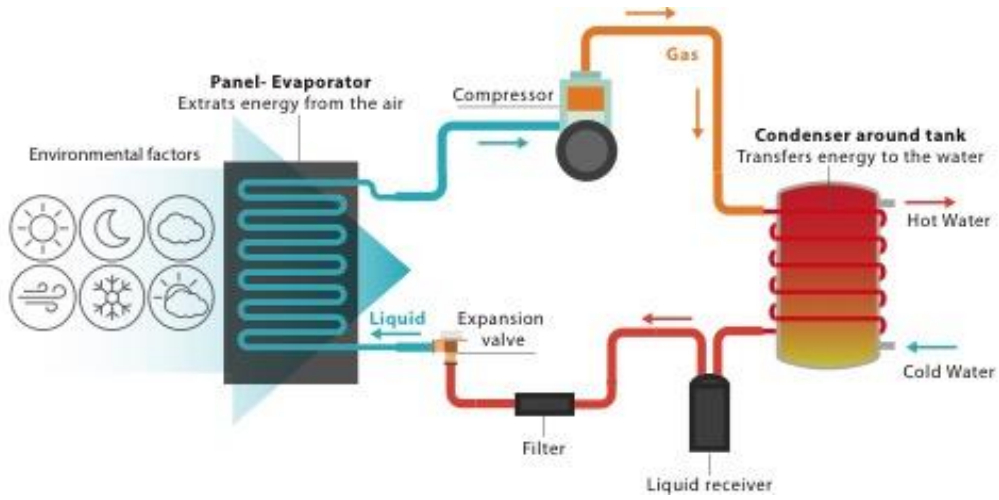 Gas
Panel- Evaporator
Extrats energy from the air
Compressor
Condenser around tank
Transfers energy to the water
Environmental factors
Hot Water
Liquid
Expansion
valve
Cold Water
Filter
Liquid receiver